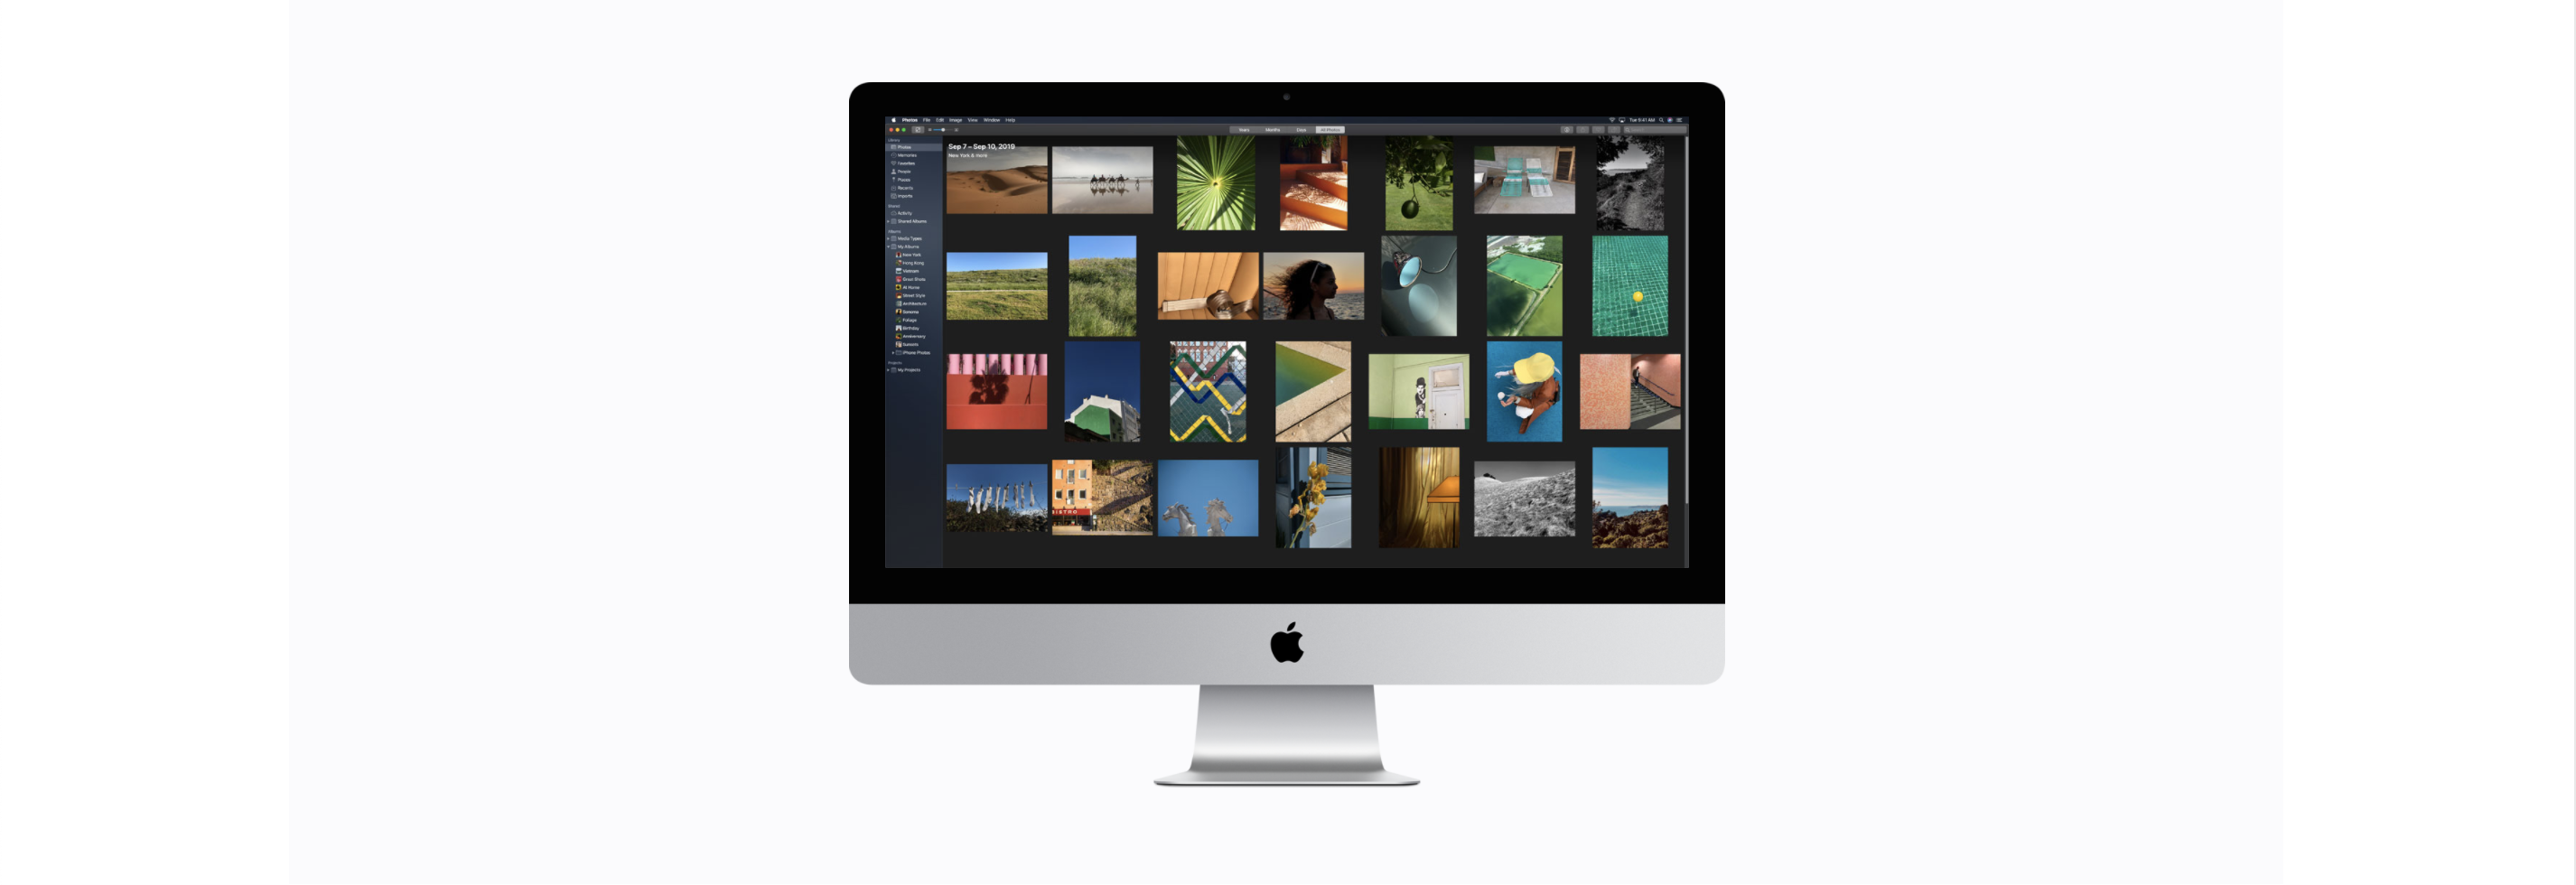 Photos File Edit Image View Window Help
Tue 9:41 AM
Years Months Days All Photos
Search
Library
Photos
Memories
Favorites
People
Places
Recents
Imports
Shared
Activity
Shared Albums
Albums
Media Types
My Albums
New York
Hong Kong
Vietnam
Great Shots
At Home
Street Style
Architecture
Summer
Foliage
Birthday
Anniversary
Sunsets
iPhone Photos
Projects
My Projects
Sep 7 – Sep 10, 2019
New York & more
BISTRO